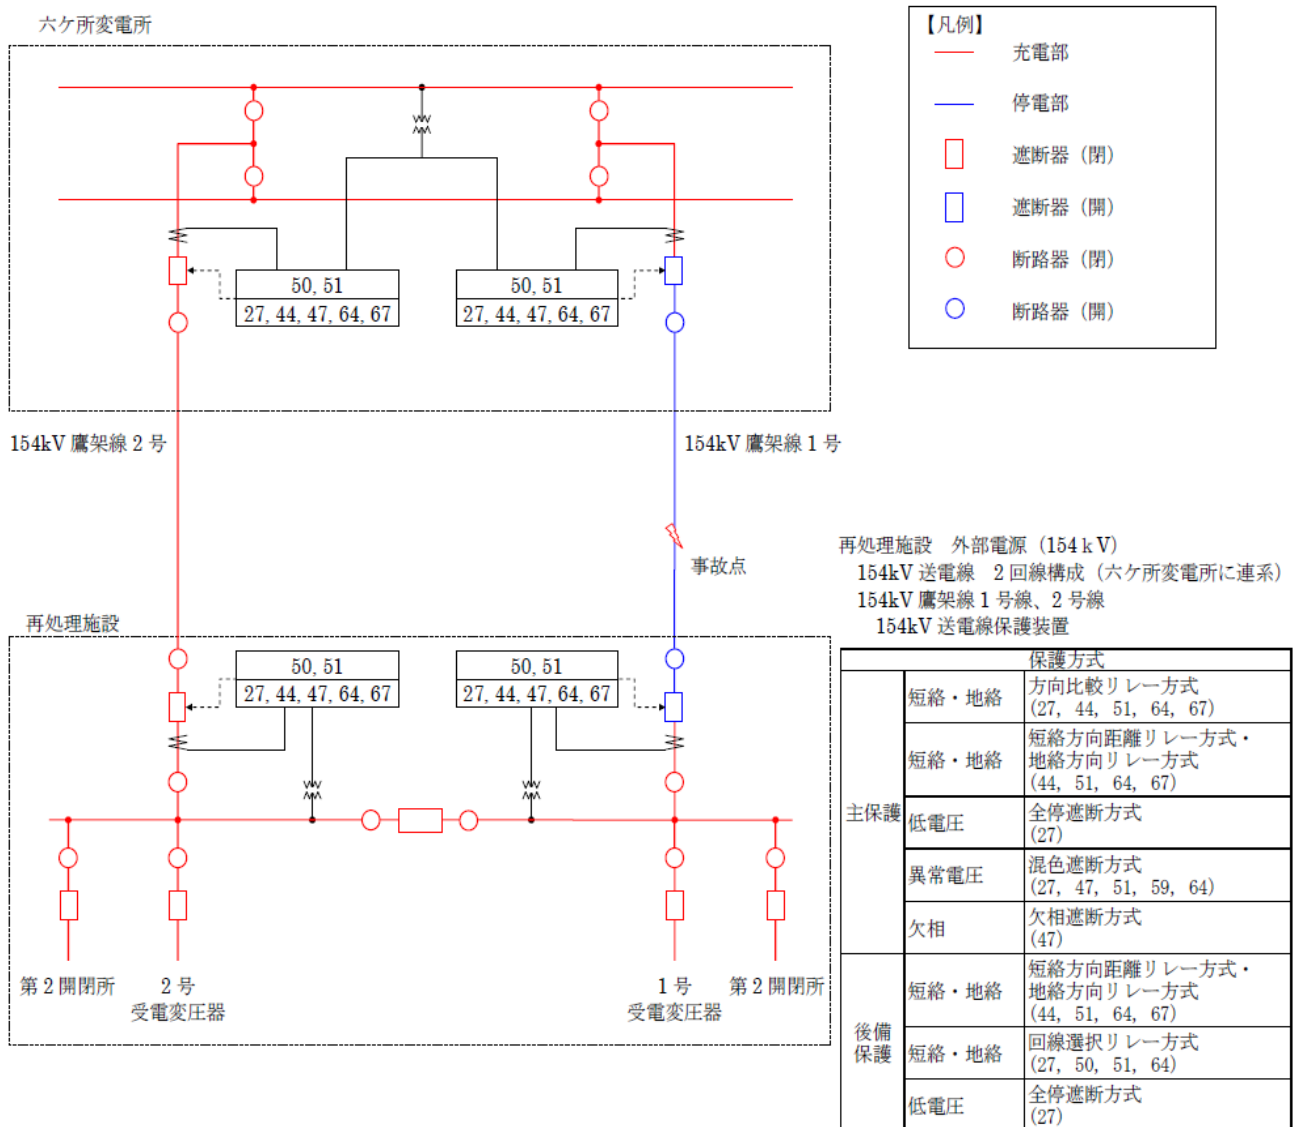 六ケ所変電所
50, 51
27, 44, 47, 64, 67
50, 51
27, 44, 47, 64, 67
154kV 鷹架線 2 号
154kV 鷹架線 1 号
事故点
再処理施設
50, 51
27, 44, 47, 64, 67
50, 51
27, 44, 47, 64, 67
第 2 開閉所
2 号
受電変圧器
1 号
受電変圧器
第 2 開閉所
【凡例】
充電部
停電部
遮断器（閉）
遮断器（開）
断路器（閉）
断路器（開）
再処理施設　外部電源（154ｋV）
154kV 送電線　2 回線構成（六ケ所変電所に連系）
154kV 鷹架線 1 号線、2 号線
154kV 送電線保護装置
保護方式
主保護
短絡・地絡
方向比較リレー方式
(27, 44, 51, 64, 67)
短絡・地絡
短絡方向距離リレー方式・
地絡方向リレー方式
(44, 51, 64, 67)
低電圧
全停遮断方式
(27)
異常電圧
混色遮断方式
(27, 47, 51, 59, 64)
欠相
欠相遮断方式
(47)
後備
保護
短絡・地絡
短絡方向距離リレー方式・
地絡方向リレー方式
(44, 51, 64, 67)
短絡・地絡
回線選択リレー方式
(27, 50, 51, 64)
低電圧
全停遮断方式
(27)